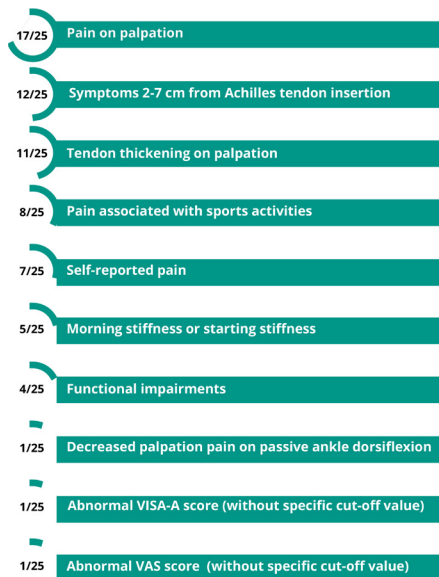 17/25 Pain on palpation
12/25 Symptoms 2-7 cm from Achilles tendon insertion
11/25 Tendon thickening on palpation
8/25 Pain associated with sports activities
7/25 Self-reported pain
5/25 Morning stiffness or starting stiffness
4/25 Functional impairments
1/25 Decreased palpation pain on passive ankle dorsiflexion
1/25 Abnormal VISA-A score (without specific cut-off value)
1/25 Abnormal VAS score (without specific cut-off value)